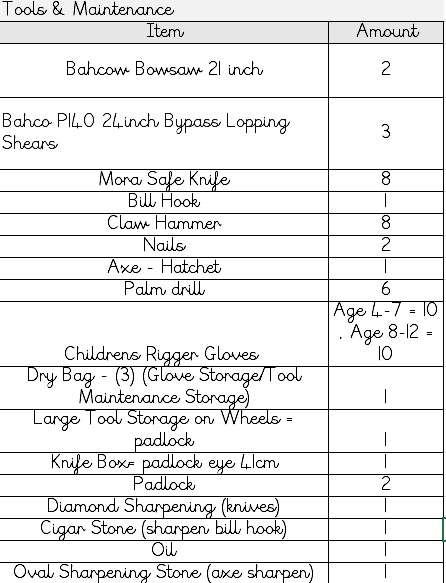 Tools & Maintenance
Item Amount
Bahcow Bowsaw 21 inch 2
Bahco P140 24inch Bypass Lopping
Shears 3
Mora Safe Knife 8
Bill Hook 1
Claw Hammer 8
Nails 2
Axe - Hatchet 1
Palm drill 6
Childrens Rigger Gloves Age 4-7 = 10
, Age 8-12 =
10
Dry Bag - (3) (Glove Storage/Tool
Maintenance Storage) 1
Large Tool Storage on Wheels =
padlock 1
Knife Box= padlock eye 41cm 1
Padlock 2
Diamond Sharpening (knives) 1
Cigar Stone (sharpen bill hook) 1
Oil 1
Oval Sharpening Stone (axe sharpen) 1